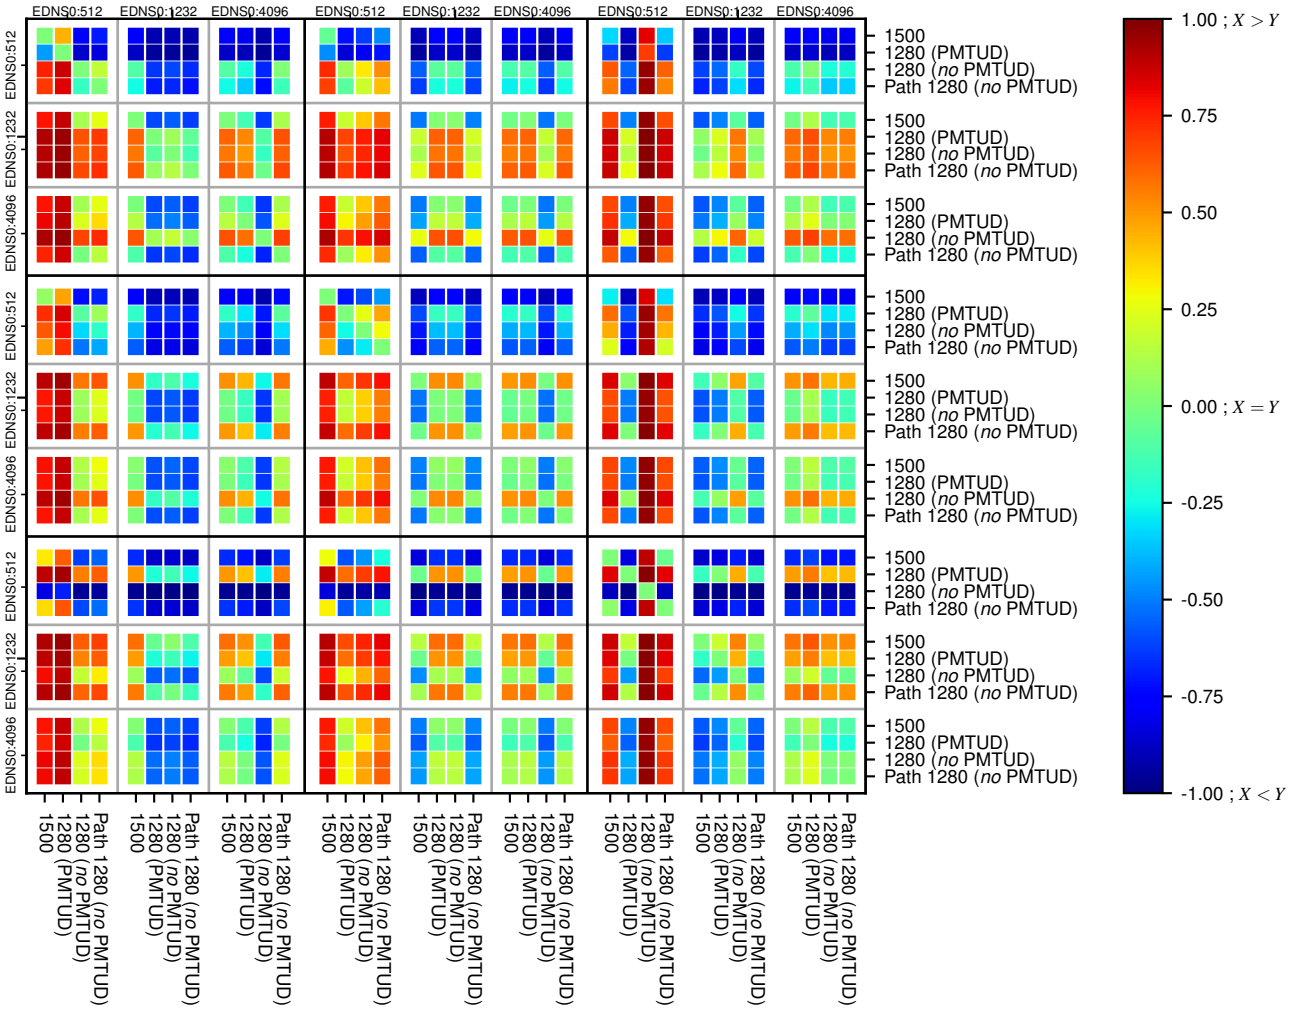 EDNS0:512 EDNS0:1232 EDNS0:4096 EDNS0:512 EDNS0:1232 EDNS0:4096 EDNS0:512 EDNS0:1232 EDNS0:4096
EDNS0:512
1500
1280 (PMTUD)
1280 (no PMTUD)
Path 1280 (no PMTUD)
EDNS0:1232
1500
1280 (PMTUD)
1280 (no PMTUD)
Path 1280 (no PMTUD)
EDNS0:4096
1500
1280 (PMTUD)
1280 (no PMTUD)
Path 1280 (no PMTUD)
EDNS0:512
1500
1280 (PMTUD)
1280 (no PMTUD)
Path 1280 (no PMTUD)
EDNS0:1232
1500
1280 (PMTUD)
1280 (no PMTUD)
Path 1280 (no PMTUD)
EDNS0:4096
1500
1280 (PMTUD)
1280 (no PMTUD)
Path 1280 (no PMTUD)
EDNS0:512
1500
1280 (PMTUD)
1280 (no PMTUD)
Path 1280 (no PMTUD)
EDNS0:1232
1500
1280 (PMTUD)
1280 (no PMTUD)
Path 1280 (no PMTUD)
EDNS0:4096
1500
1280 (PMTUD)
1280 (no PMTUD)
Path 1280 (no PMTUD)
1500
1280 (PMTUD)
1280 (no PMTUD)
Path 1280 (no PMTUD)
1500
1280 (PMTUD)
1280 (no PMTUD)
Path 1280 (no PMTUD)
1500
1280 (PMTUD)
1280 (no PMTUD)
Path 1280 (no PMTUD)
1500
1280 (PMTUD)
1280 (no PMTUD)
Path 1280 (no PMTUD)
1500
1280 (PMTUD)
1280 (no PMTUD)
Path 1280 (no PMTUD)
1500
1280 (PMTUD)
1280 (no PMTUD)
Path 1280 (no PMTUD)
1500
1280 (PMTUD)
1280 (no PMTUD)
Path 1280 (no PMTUD)
1500
1280 (PMTUD)
1280 (no PMTUD)
Path 1280 (no PMTUD)
1500
1280 (PMTUD)
1280 (no PMTUD)
Path 1280 (no PMTUD)
1.00 ; X > Y
0.75
0.50
0.25
0.00 ; X = Y
-0.25
-0.50
-0.75
-1.00 ; X < Y